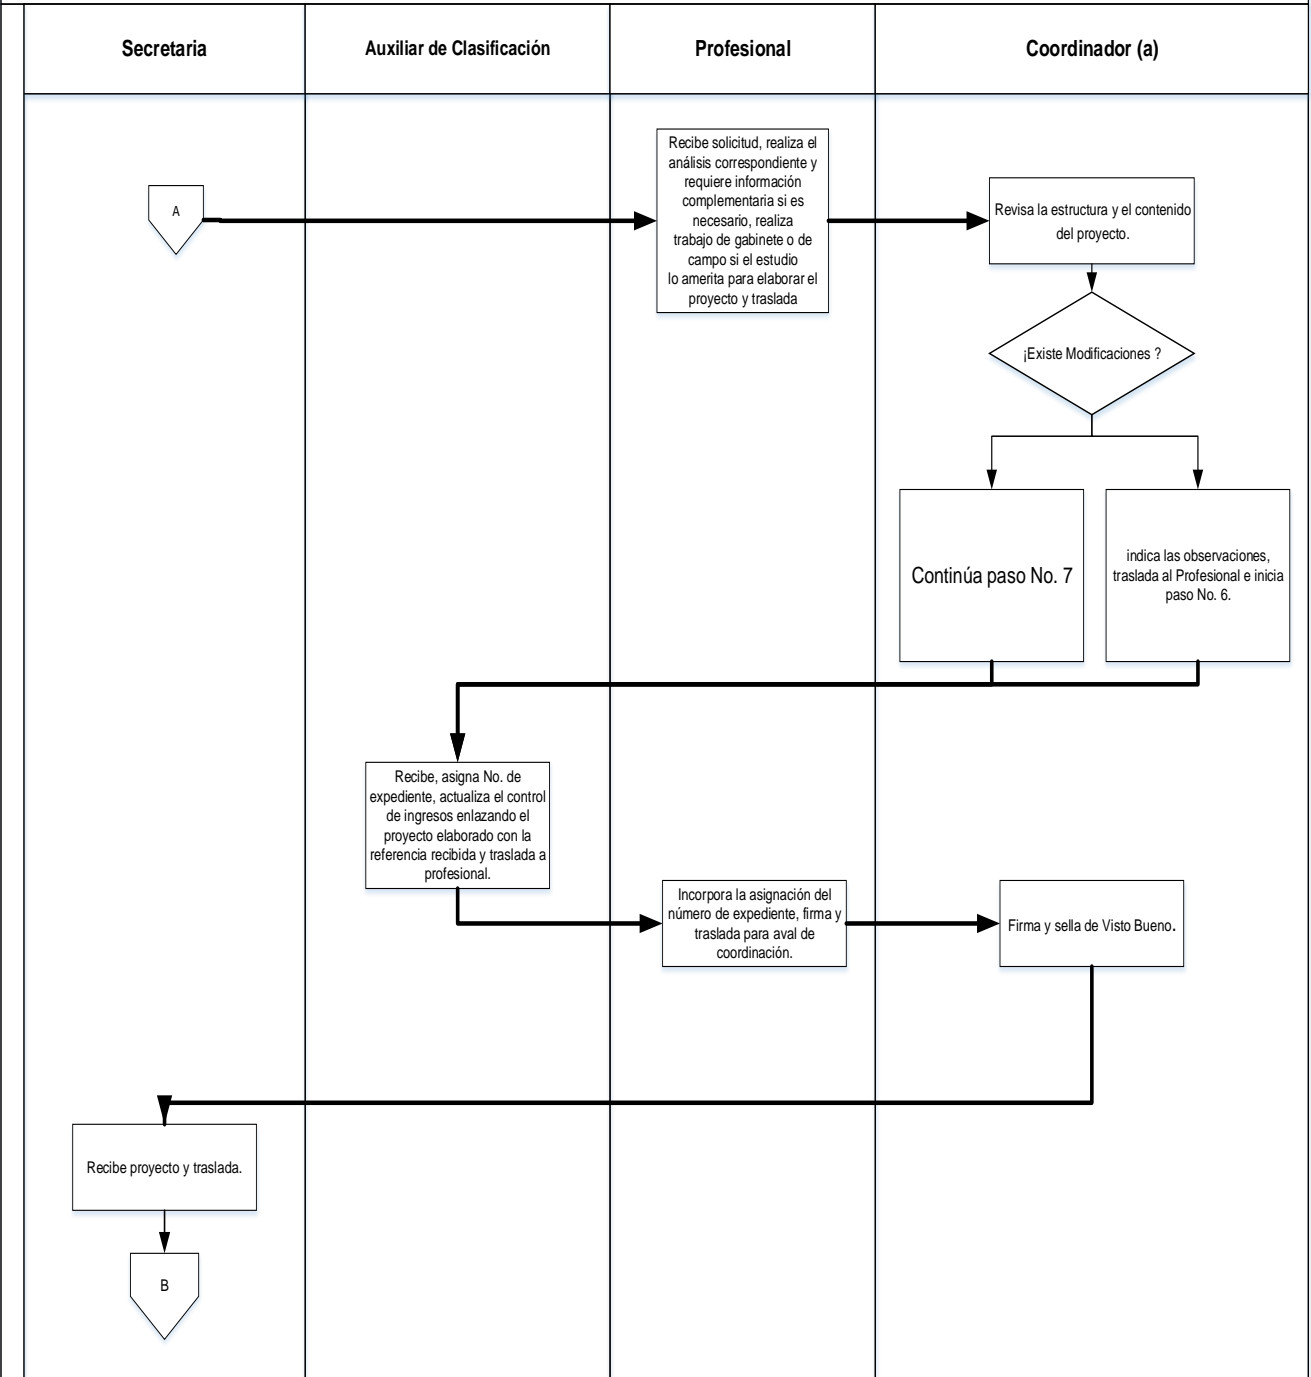 Secretaria
Auxiliar de Clasificación
Profesional
Coordinador (a)
A
Recibe solicitud, realiza el
análisis correspondiente y
requiere información
complementaria si es
necesario, realiza
trabajo de gabinete o de
campo si el estudio
lo amerita para elaborar el
proyecto y traslada
Revisa la estructura y el contenido
del proyecto.
¡Existe Modificaciones ?
Continúa paso No. 7
indica las observaciones,
traslada al Profesional e inicia
paso No. 6.
Recibe, asigna No. de
expediente, actualiza el control
de ingresos enlazando el
proyecto elaborado con la
referencia recibida y traslada a
profesional.
Incorpora la asignación del
número de expediente, firma y
traslada para aval de
coordinación.
Firma y sella de Visto Bueno.
Recibe proyecto y traslada.
B